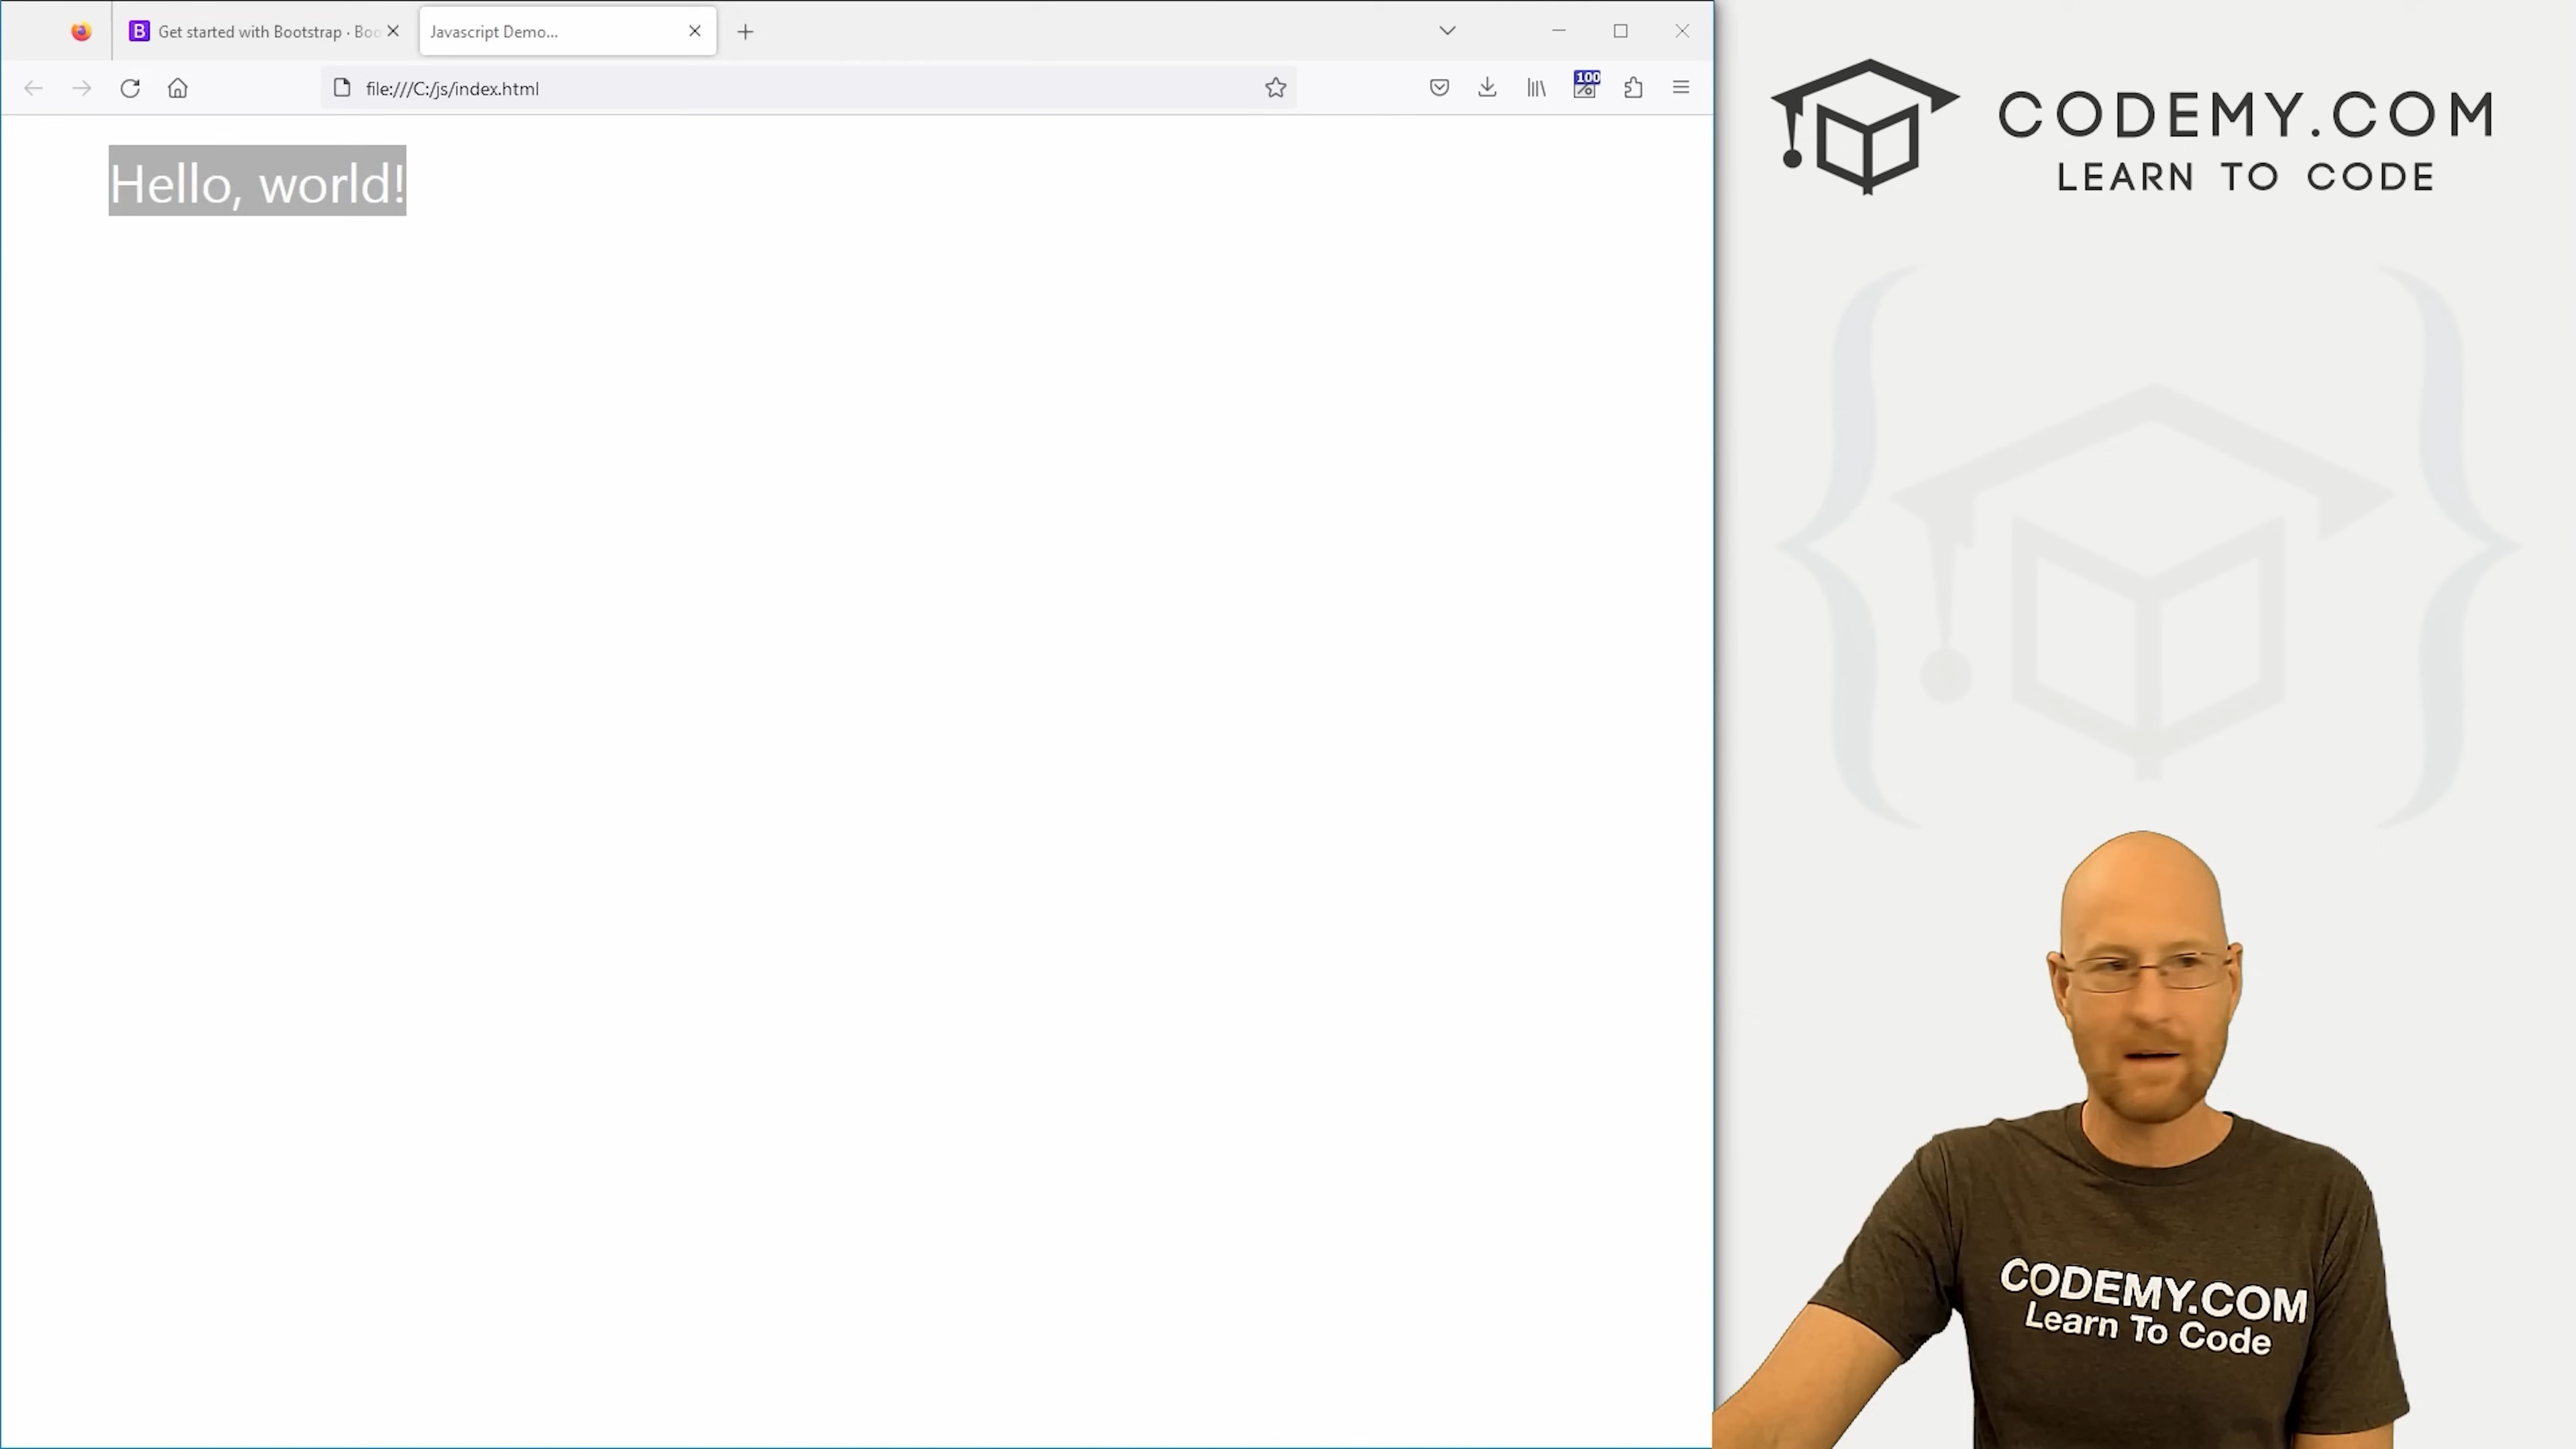 Get started with Bootstrap · Boo
Javascript Demo...
file:///C:/js/index.html
100
Hello, world!
CODEMY.COM
LEARN TO CODE
CODEMY.COM
Learn To Code